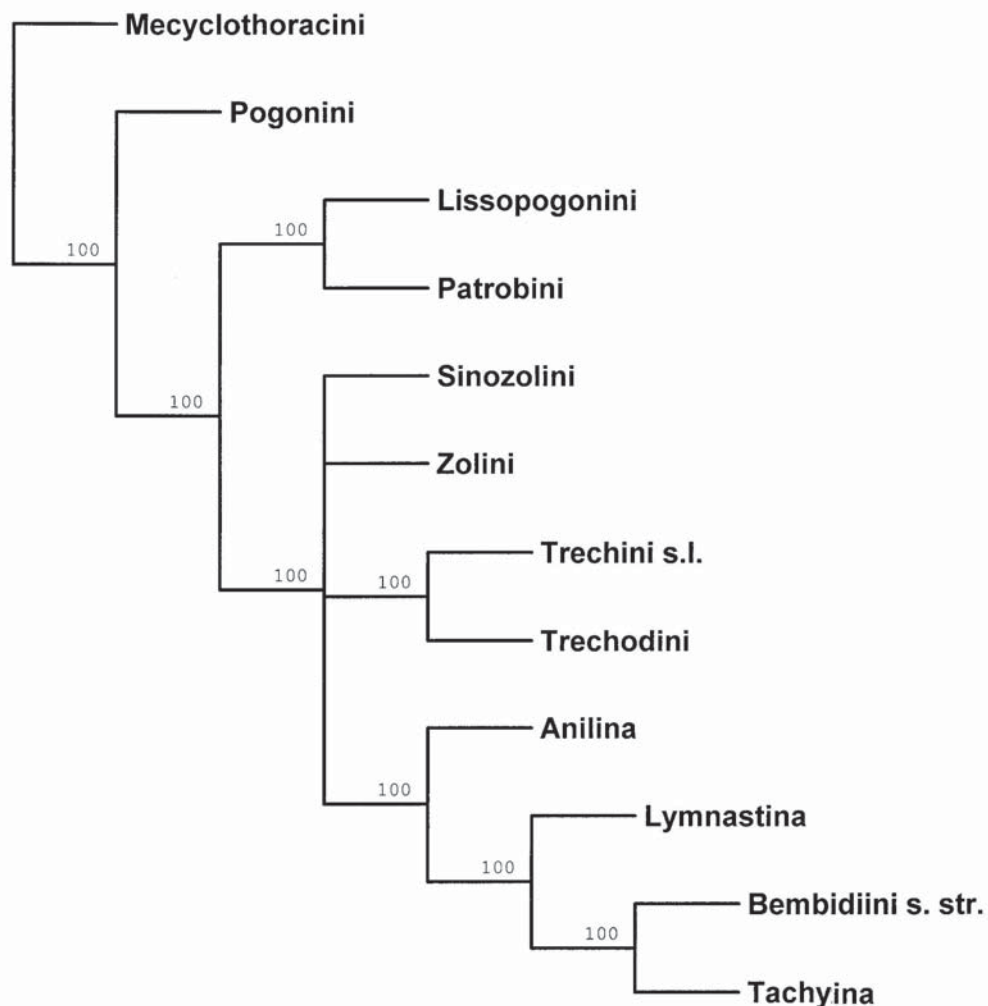 Mecyclothoracini
Pogonini
Lissopogonini
100
100
Patrobini
Sinozolini
100
Zolini
Trechini s.l.
100
100
Trechodini
Anilina
100
Lymnastina
100
Bembidiini s. str.
100
Tachyina